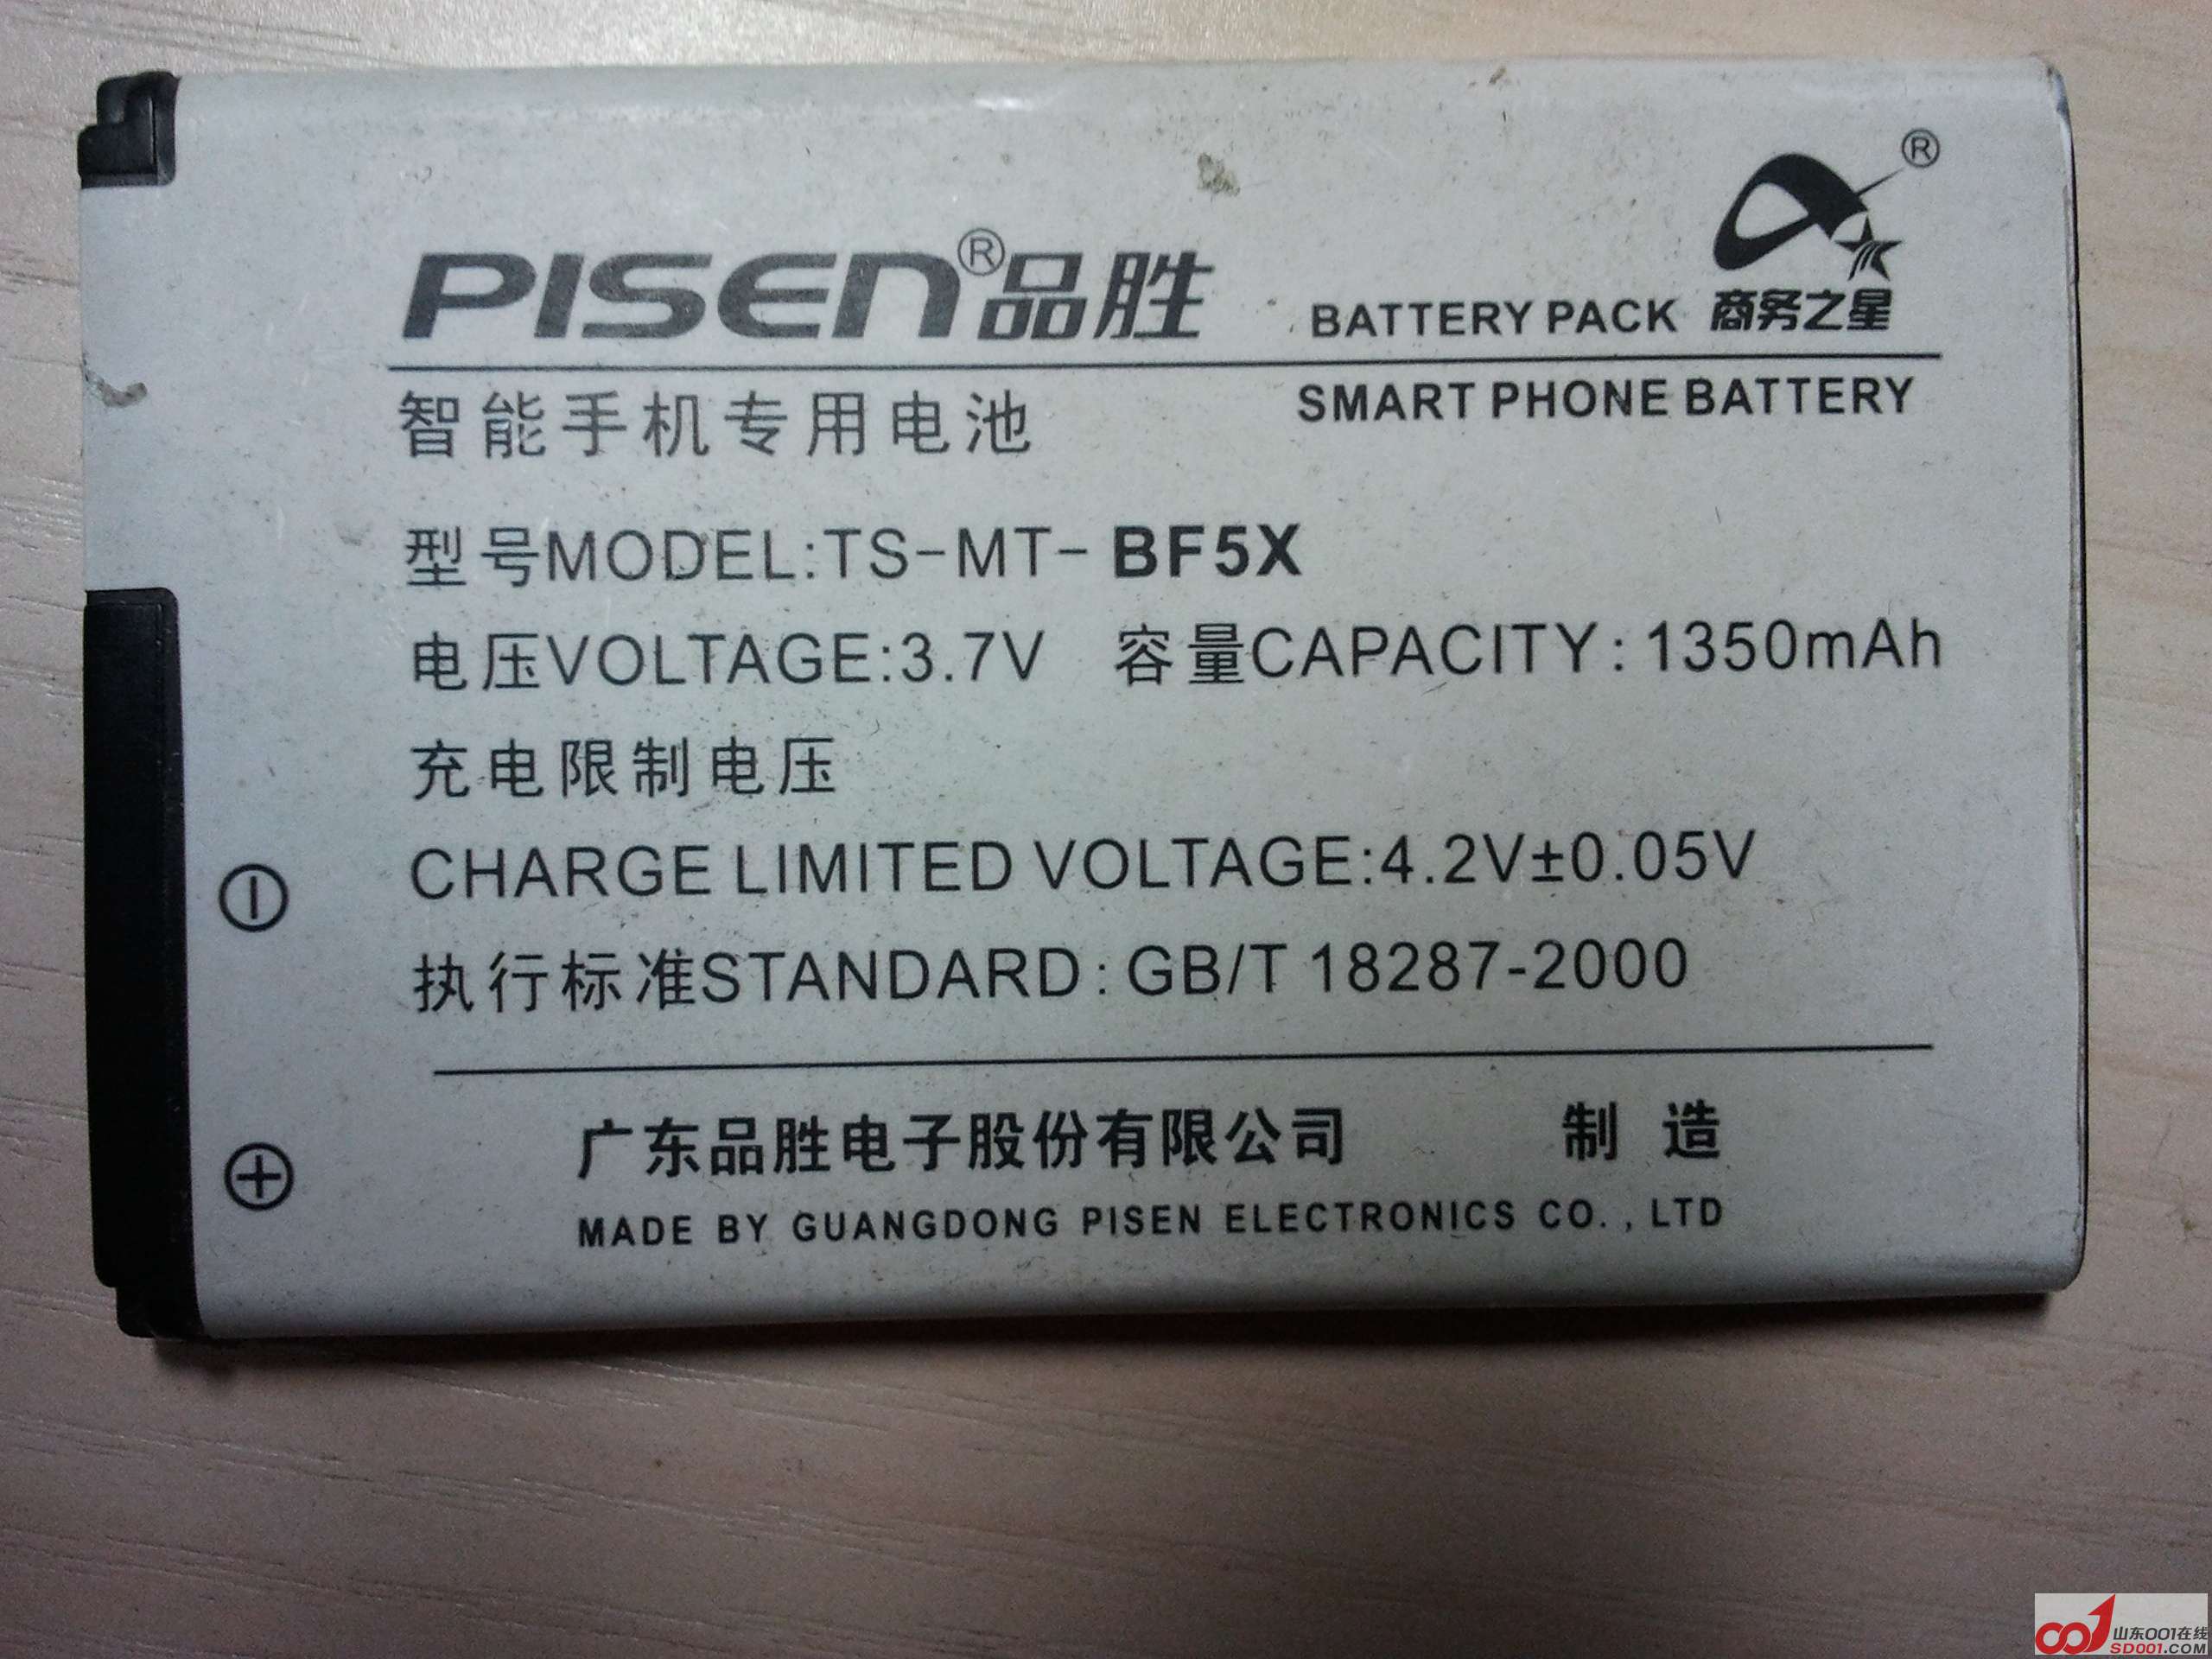 PISEN®品胜 BATTERY PACK 商务之星 ®
智能手机专用电池 SMART PHONE BATTERY
型号MODEL:TS-MT-BF5X
电压VOLTAGE:3.7V 容量CAPACITY:1350mAh
充电限制电压
CHARGE LIMITED VOLTAGE:4.2V±0.05V
执行标准STANDARD:GB/T 18287-2000
广东品胜电子股份有限公司 制造
MADE BY GUANGDONG PISEN ELECTRONICS CO.,LTD
001 山东001在线
SD001.COM